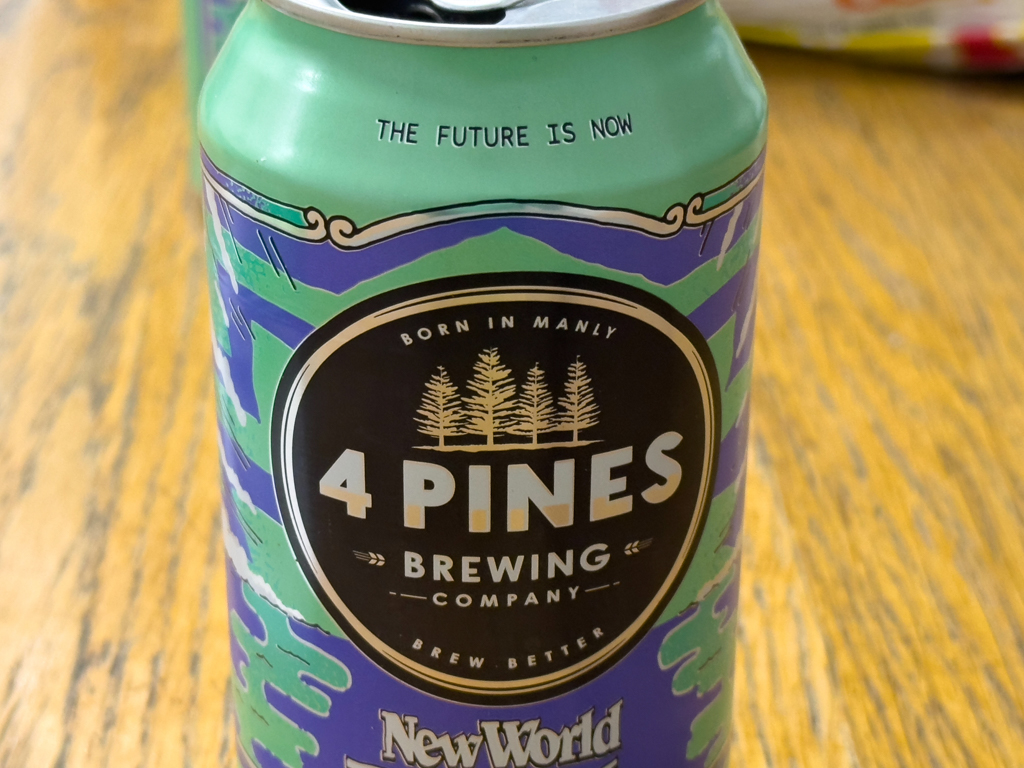 THE FUTURE IS NOW
BORN IN MANLY
4 PINES
BREWING
COMPANY
BREW BETTER
New World